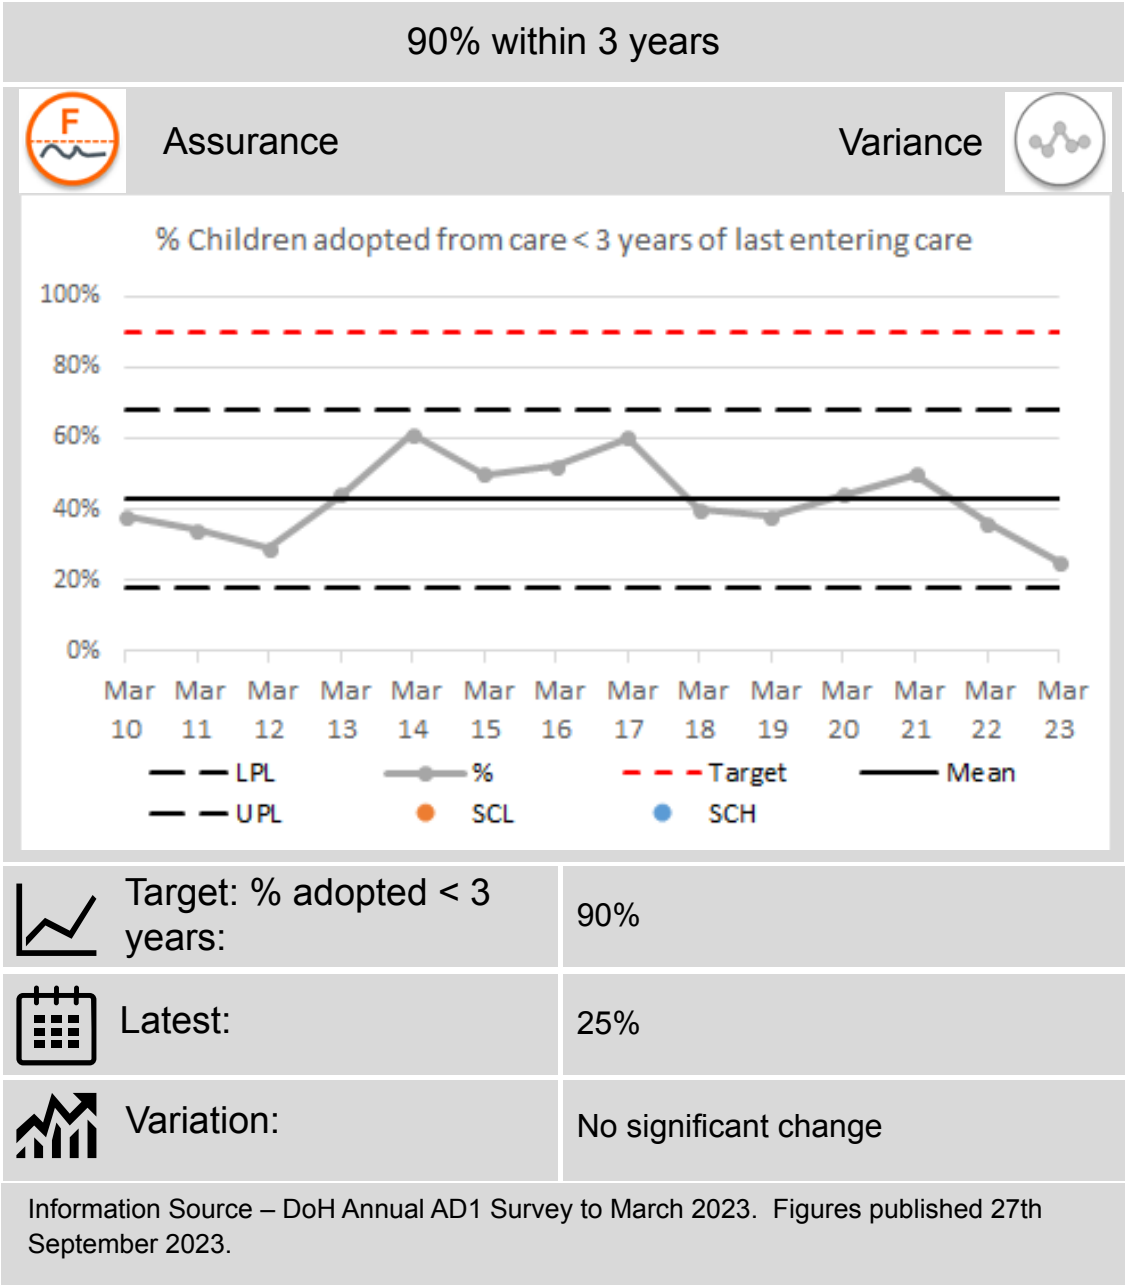 90% within 3 years
F
Assurance
Variance
% Children adopted from care < 3 years of last entering care
100%
80%
60%
40%
20%
0%
Mar Mar Mar Mar Mar Mar Mar Mar Mar Mar Mar Mar Mar Mar
10 11 12 13 14 15 16 17 18 19 20 21 22 23
LPL % Target Mean
UPL SCL SCH
Target: % adopted < 3
years:
90%
Latest:
25%
Variation:
No significant change
Information Source – DoH Annual AD1 Survey to March 2023.  Figures published 27th
September 2023.